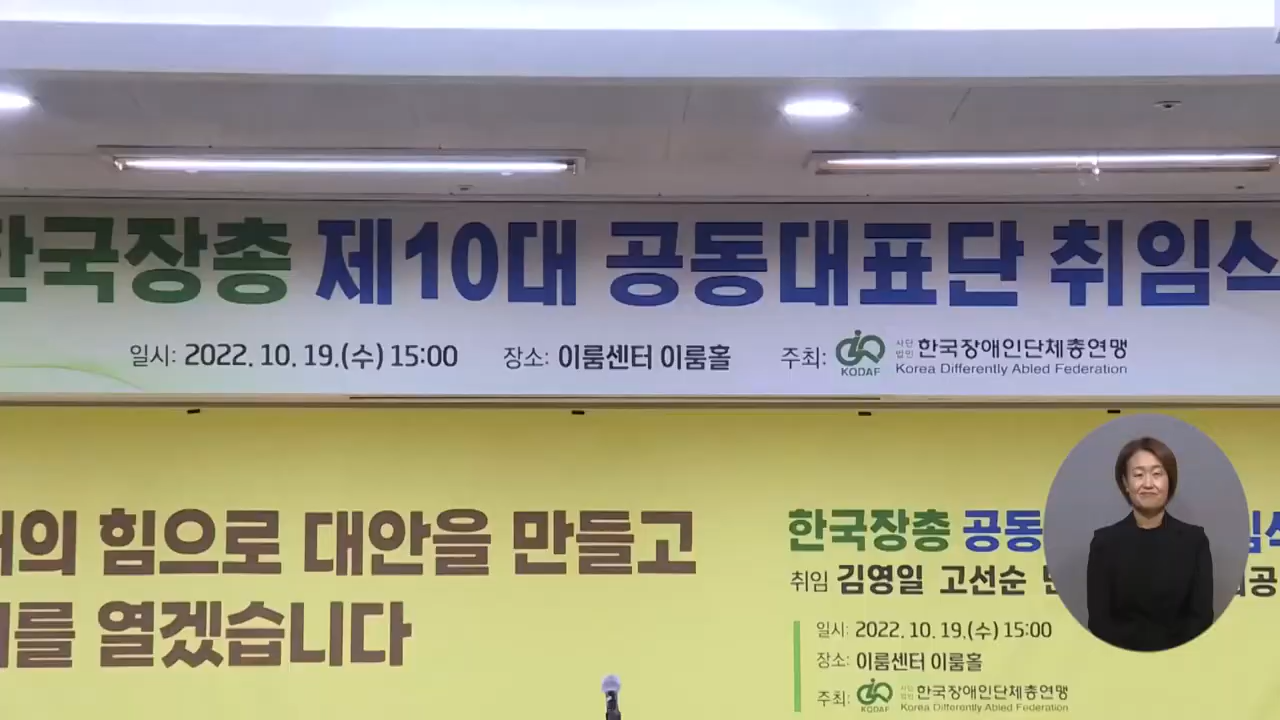 한국장총 제10대 공동대표단 취임식
일시: 2022. 10. 19.(수) 15:00 장소: 이룸센터 이룸홀 주최: KODAF 사단법인 한국장애인단체총연맹
Korea Differently Abled Federation
의 힘으로 대안을 만들고
를 열겠습니다
한국장총 공동
취임 김영일 고선순
일시: 2022. 10. 19.(수) 15:00
장소: 이룸센터 이룸홀
주최: KODAF 사단법인 한국장애인단체총연맹
Korea Differently Abled Federation